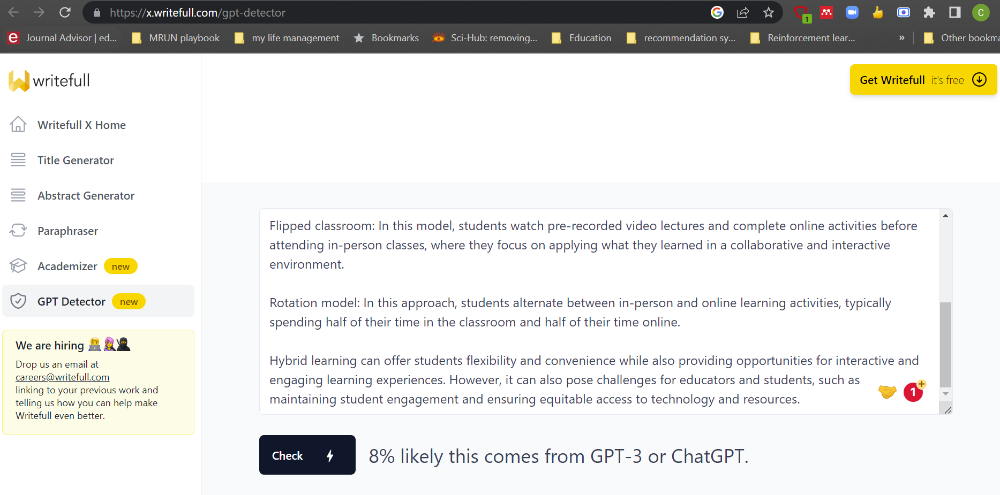 https://x.writefull.com/gpt-detector
1
C
e Journal Advisor | ed...
MRUN playbook
my life management
Bookmarks
Sci-Hub: removing...
Education
recommendation sy...
Reinforcement lear...
»
Other bookma
writefull
Get Writefull it's free
Writefull X Home
Title Generator
Abstract Generator
Paraphraser
Academizer new
GPT Detector new
We are hiring
Drop us an email at
careers@writefull.com
linking to your previous work and
telling us how you can help make
Writefull even better.
Flipped classroom: In this model, students watch pre-recorded video lectures and complete online activities before
attending in-person classes, where they focus on applying what they learned in a collaborative and interactive
environment.
Rotation model: In this approach, students alternate between in-person and online learning activities, typically
spending half of their time in the classroom and half of their time online.
Hybrid learning can offer students flexibility and convenience while also providing opportunities for interactive and
engaging learning experiences. However, it can also pose challenges for educators and students, such as
maintaining student engagement and ensuring equitable access to technology and resources.
1
Check
8% likely this comes from GPT-3 or ChatGPT.